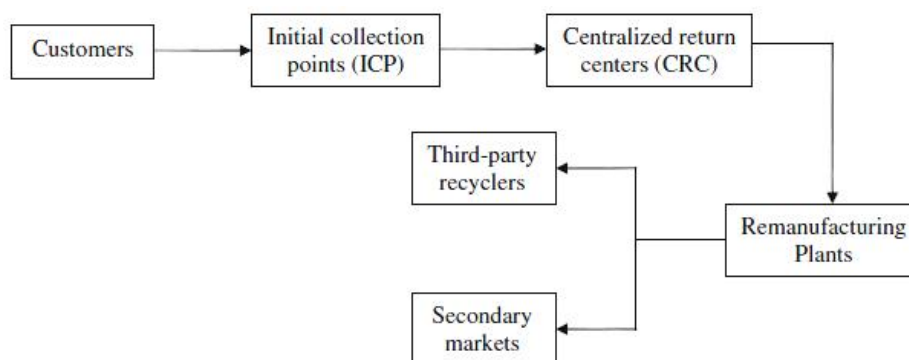 Customers
Initial collection
points (ICP)
Centralized return
centers (CRC)
Third-party
recyclers
Remanufacturing
Plants
Secondary
markets